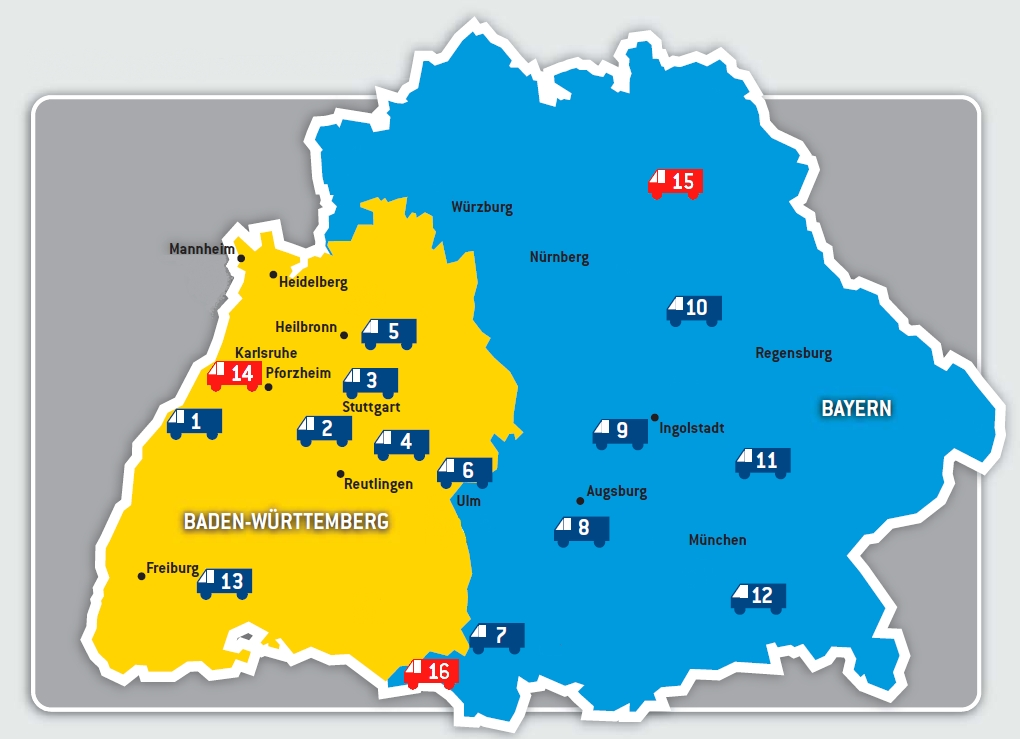 15
Würzburg
Mannheim
Nürnberg
Heidelberg
10
Heilbronn
5
Karlsruhe
Regensburg
14
Pforzheim
3
Stuttgart
BAYERN
1
2
4
9
Ingolstadt
6
11
Reutlingen
Ulm
Augsburg
BADEN-WÜRTTEMBERG
8
München
Freiburg
13
12
7
16